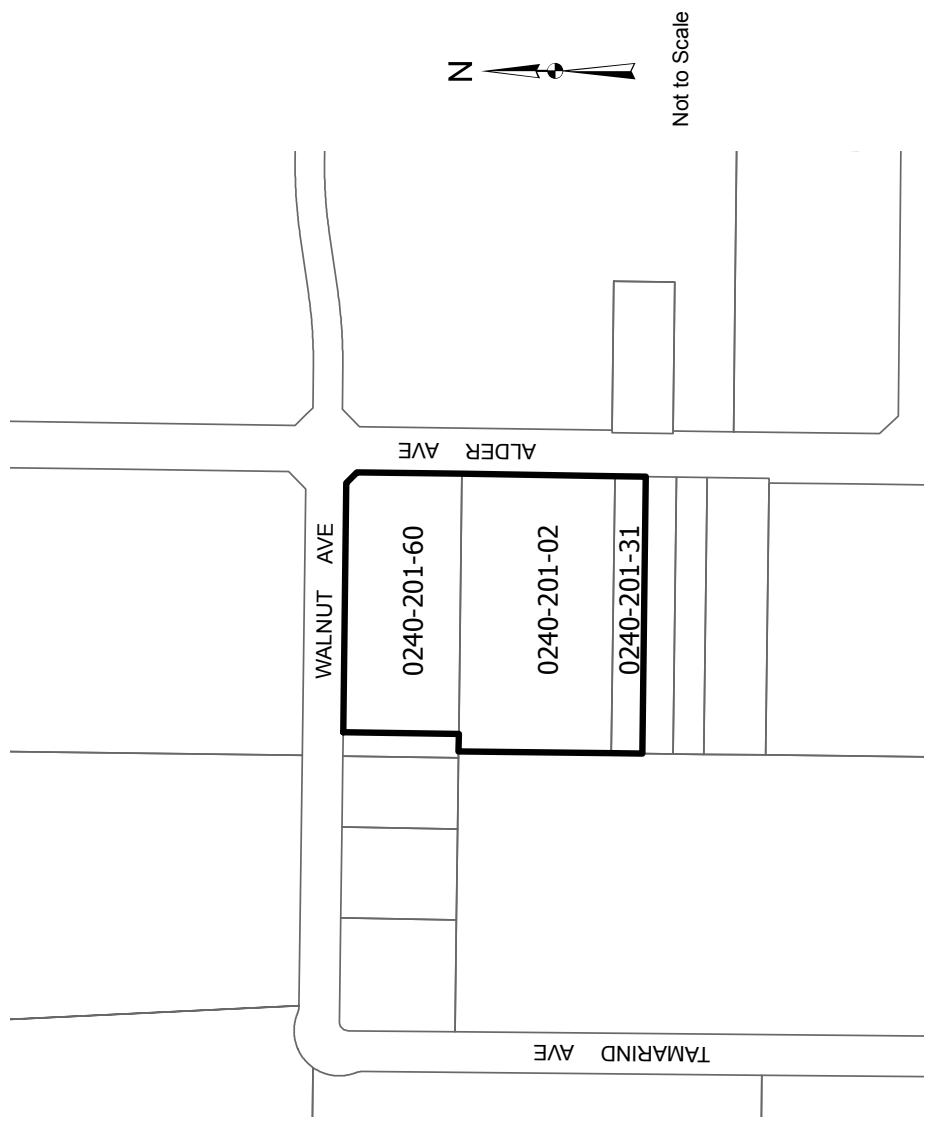 N
Not to Scale
ALDER AVE
WALNUT AVE
0240-201-60
0240-201-02
0240-201-31
TAMARIND AVE